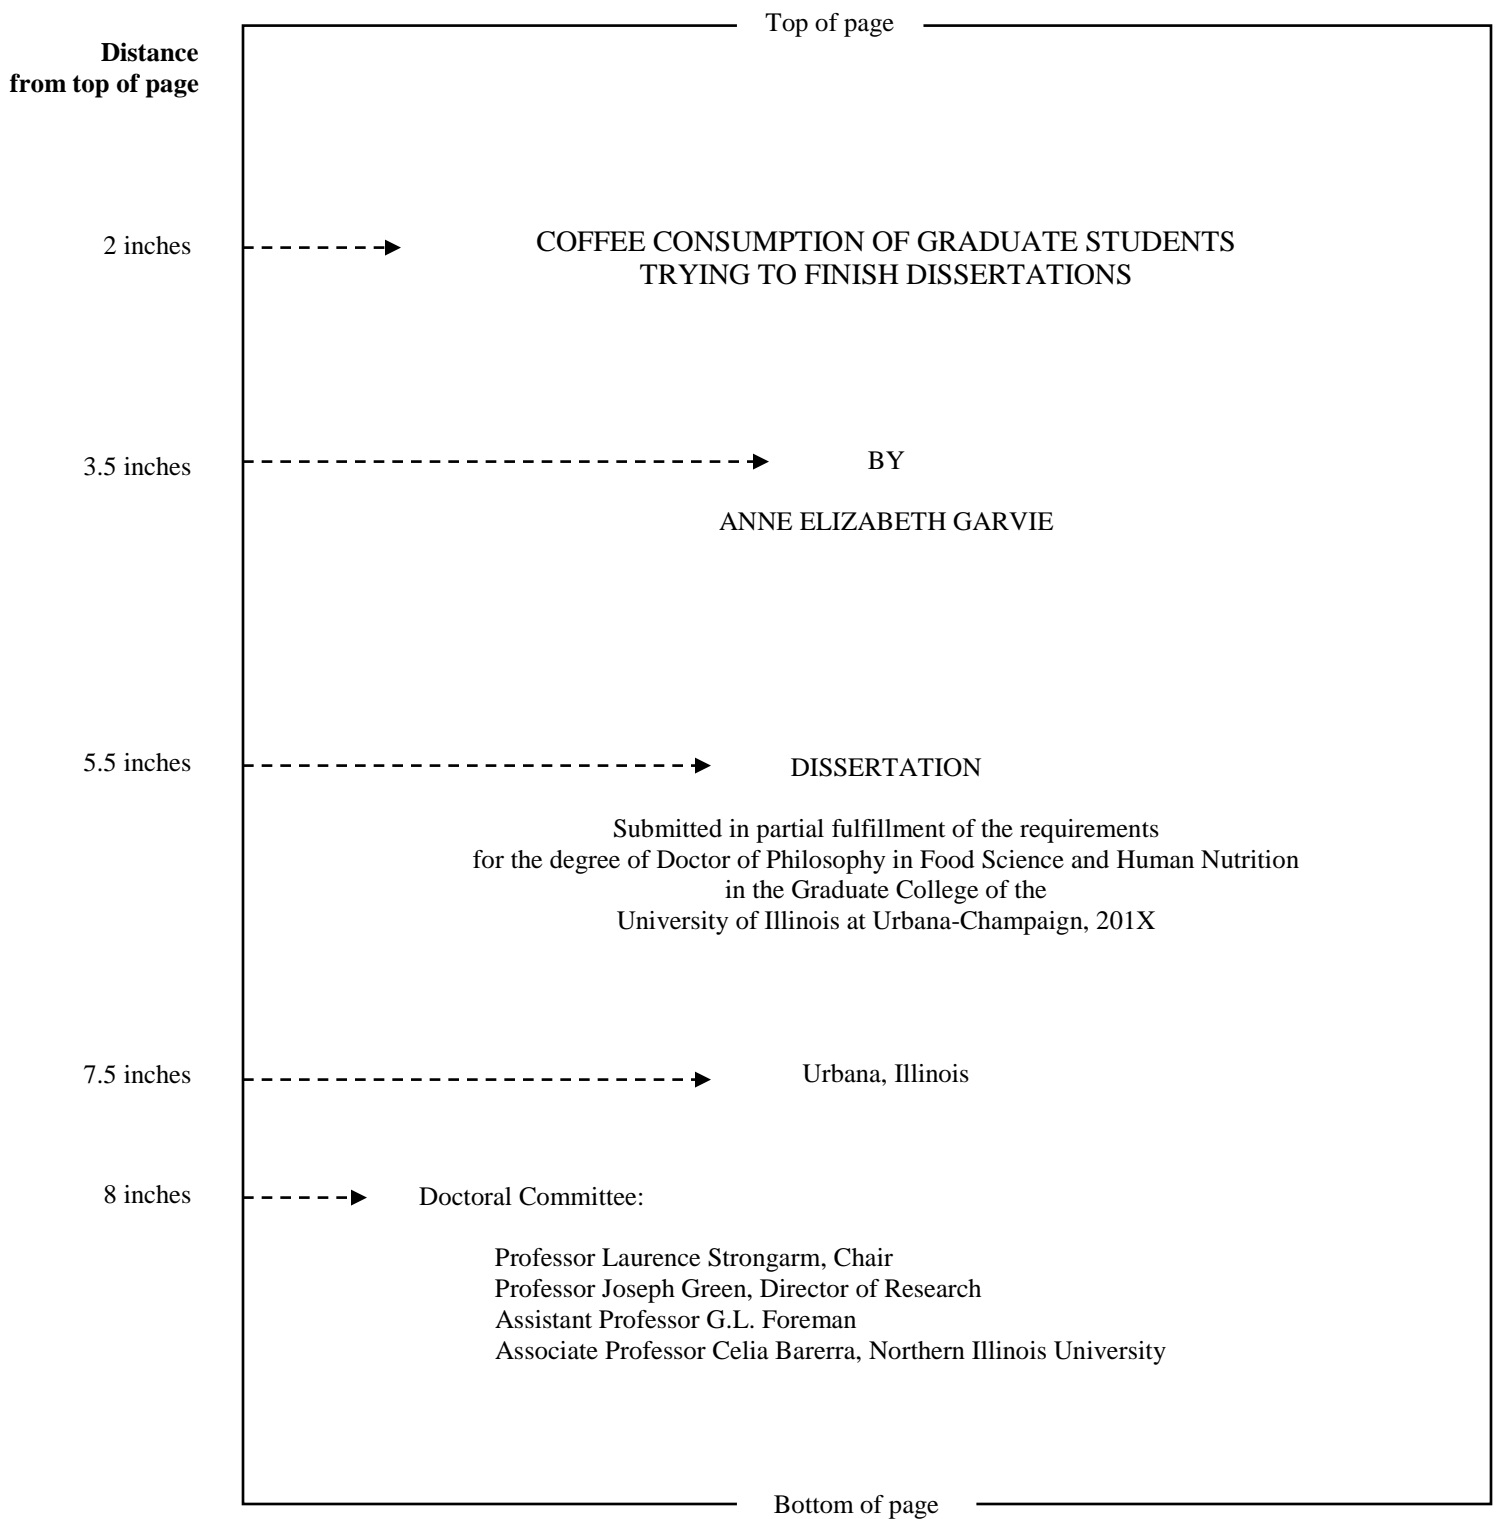 Top of page
Distance
from top of page
2 inches
COFFEE CONSUMPTION OF GRADUATE STUDENTS
TRYING TO FINISH DISSERTATIONS
3.5 inches
BY
ANNE ELIZABETH GARVIE
5.5 inches
DISSERTATION
Submitted in partial fulfillment of the requirements
for the degree of Doctor of Philosophy in Food Science and Human Nutrition
in the Graduate College of the
University of Illinois at Urbana-Champaign, 201X
7.5 inches
Urbana, Illinois
8 inches
Doctoral Committee:
Professor Laurence Strongarm, Chair
Professor Joseph Green, Director of Research
Assistant Professor G.L. Foreman
Associate Professor Celia Barerra, Northern Illinois University
Bottom of page